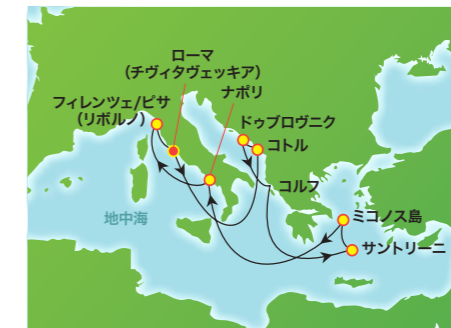 ローマ
(チヴィタヴェッキア)
ナポリ
フィレンツェ/ピサ
(リボルノ)
ドゥブロヴニク
コトル
コルフ
地中海
ミコノス島
サントリーニ